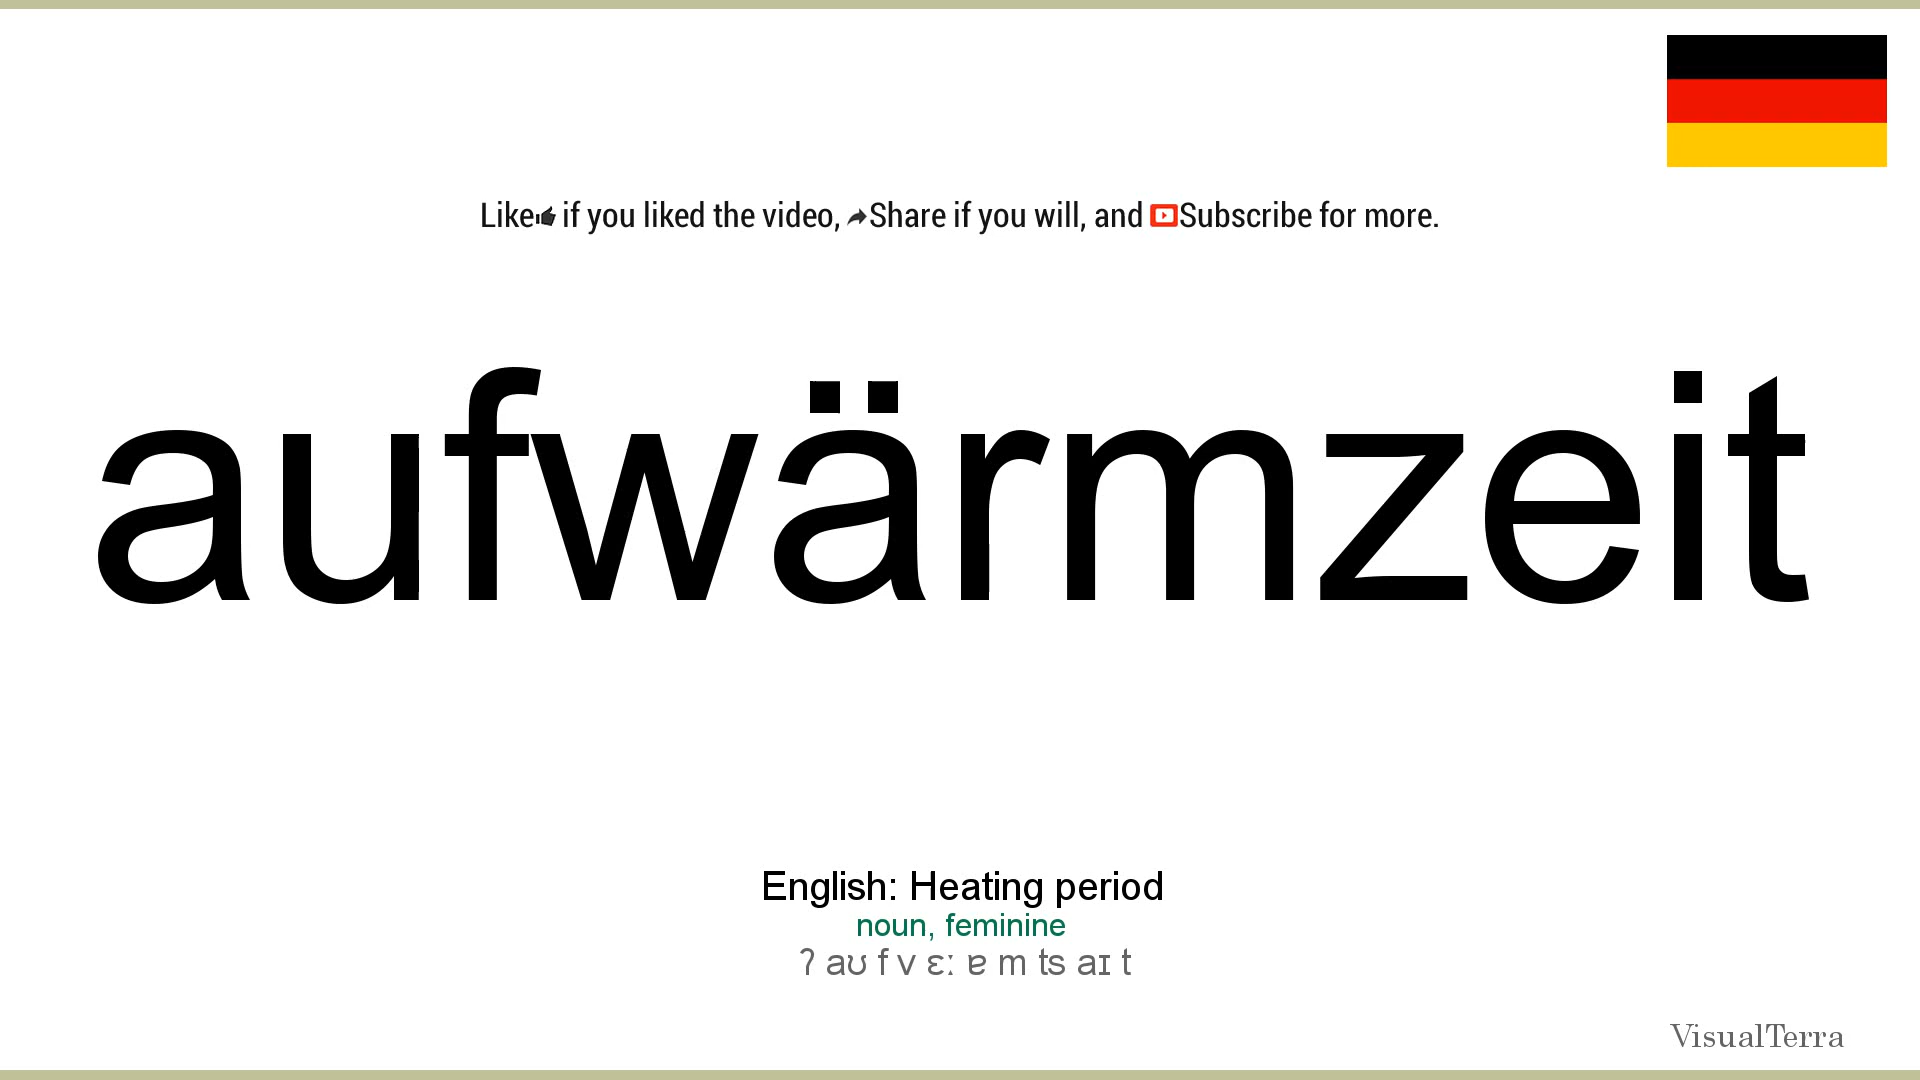 Like if you liked the video, Share if you will, and Subscribe for more.
aufwärmzeit
English: Heating period
noun, feminine
ʔ aʊ f v ɛː ɐ m ts aɪ t
VisualTerra